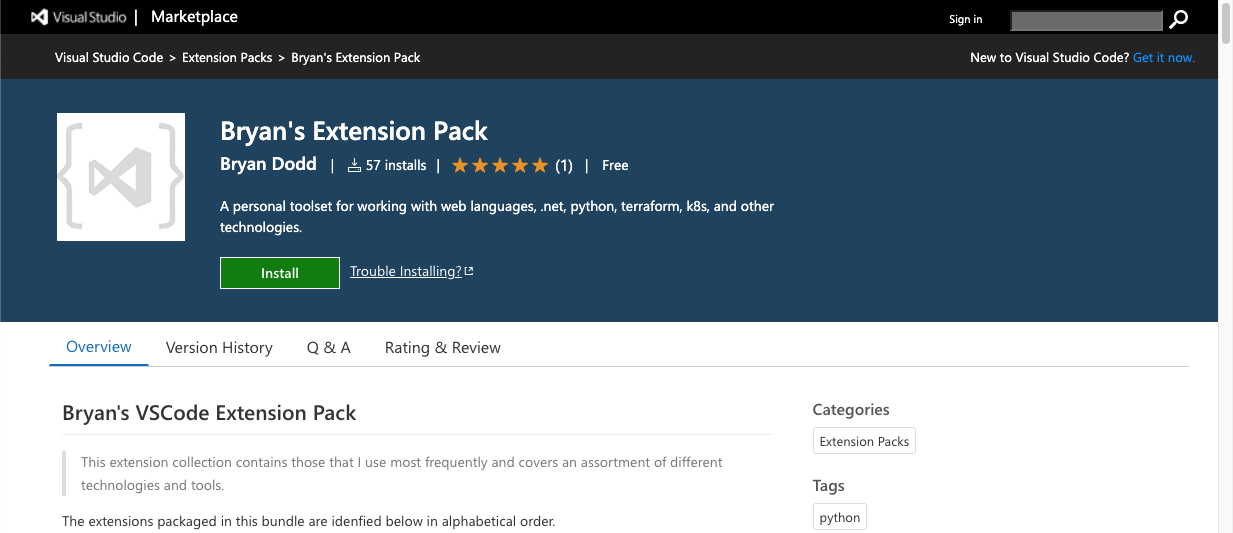 Visual Studio | Marketplace
Sign in
Visual Studio Code > Extension Packs > Bryan's Extension Pack
New to Visual Studio Code? Get it now.
Bryan's Extension Pack
Bryan Dodd | 57 installs | (1) | Free
A personal toolset for working with web languages, .net, python, terraform, k8s, and other
technologies.
Install
Trouble Installing?
Overview
Version History
Q & A
Rating & Review
Bryan's VSCode Extension Pack
This extension collection contains those that I use most frequently and covers an assortment of different
technologies and tools.
The extensions packaged in this bundle are idenfied below in alphabetical order.
Categories
Extension Packs
Tags
python